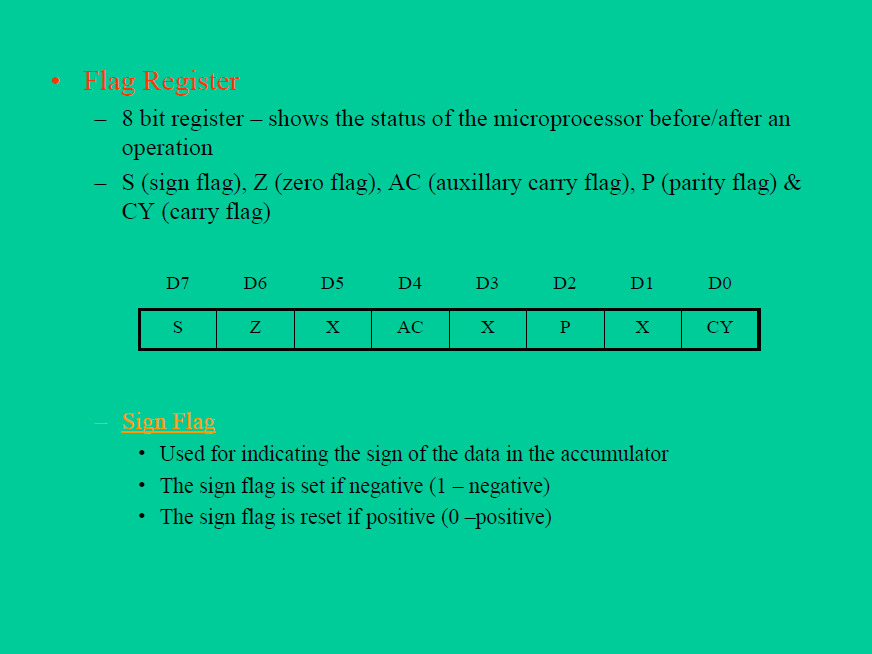 • Flag Register
– 8 bit register – shows the status of the microprocessor before/after an
operation
– S (sign flag), Z (zero flag), AC (auxillary carry flag), P (parity flag) &
CY (carry flag)
D7 D6 D5 D4 D3 D2 D1 D0
S Z X AC X P X CY
– Sign Flag
• Used for indicating the sign of the data in the accumulator
• The sign flag is set if negative (1 – negative)
• The sign flag is reset if positive (0 –positive)